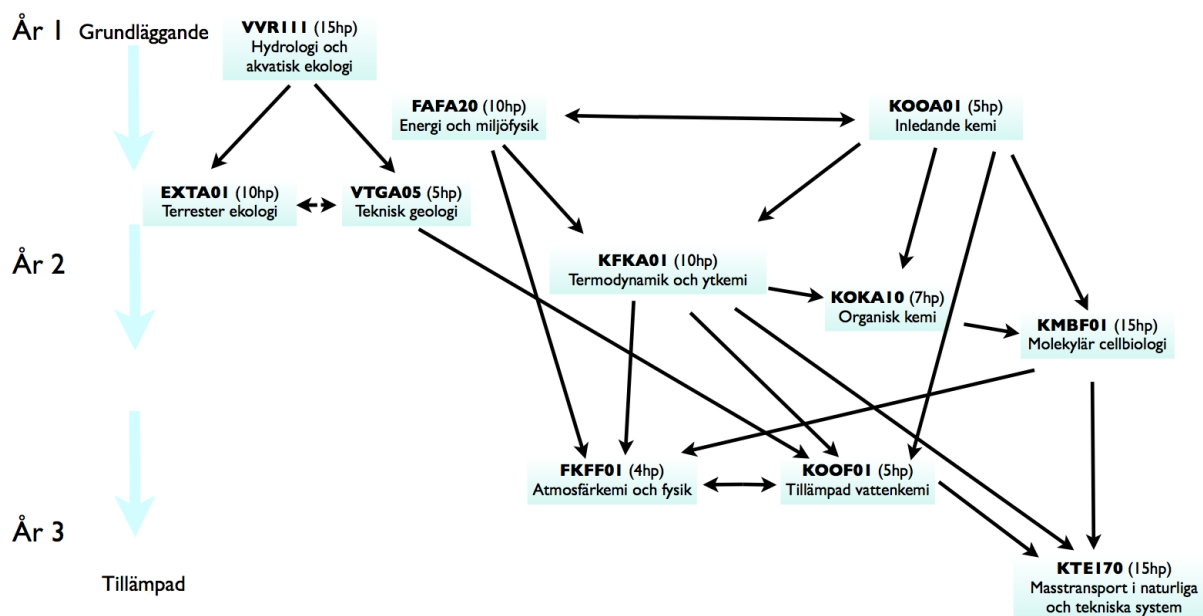 År 1
Grundläggande
VVR111 (15hp)
Hydrologi och
akvatisk ekologi
FAFA20 (10hp)
Energi och miljöfysik
KOOA01 (5hp)
Inledande kemi
EXTA01 (10hp)
Terrester ekologi
VTGA05 (5hp)
Teknisk geologi
År 2
KFKA01 (10hp)
Termodynamik och ytkemi
KOKA10 (7hp)
Organisk kemi
KMBF01 (15hp)
Molekylär cellbiologi
FKFF01 (4hp)
Atmosfärkemi och fysik
KOOF01 (5hp)
Tillämpad vattenkemi
År 3
Tillämpad
KTE170 (15hp)
Masstransport i naturliga
och tekniska system